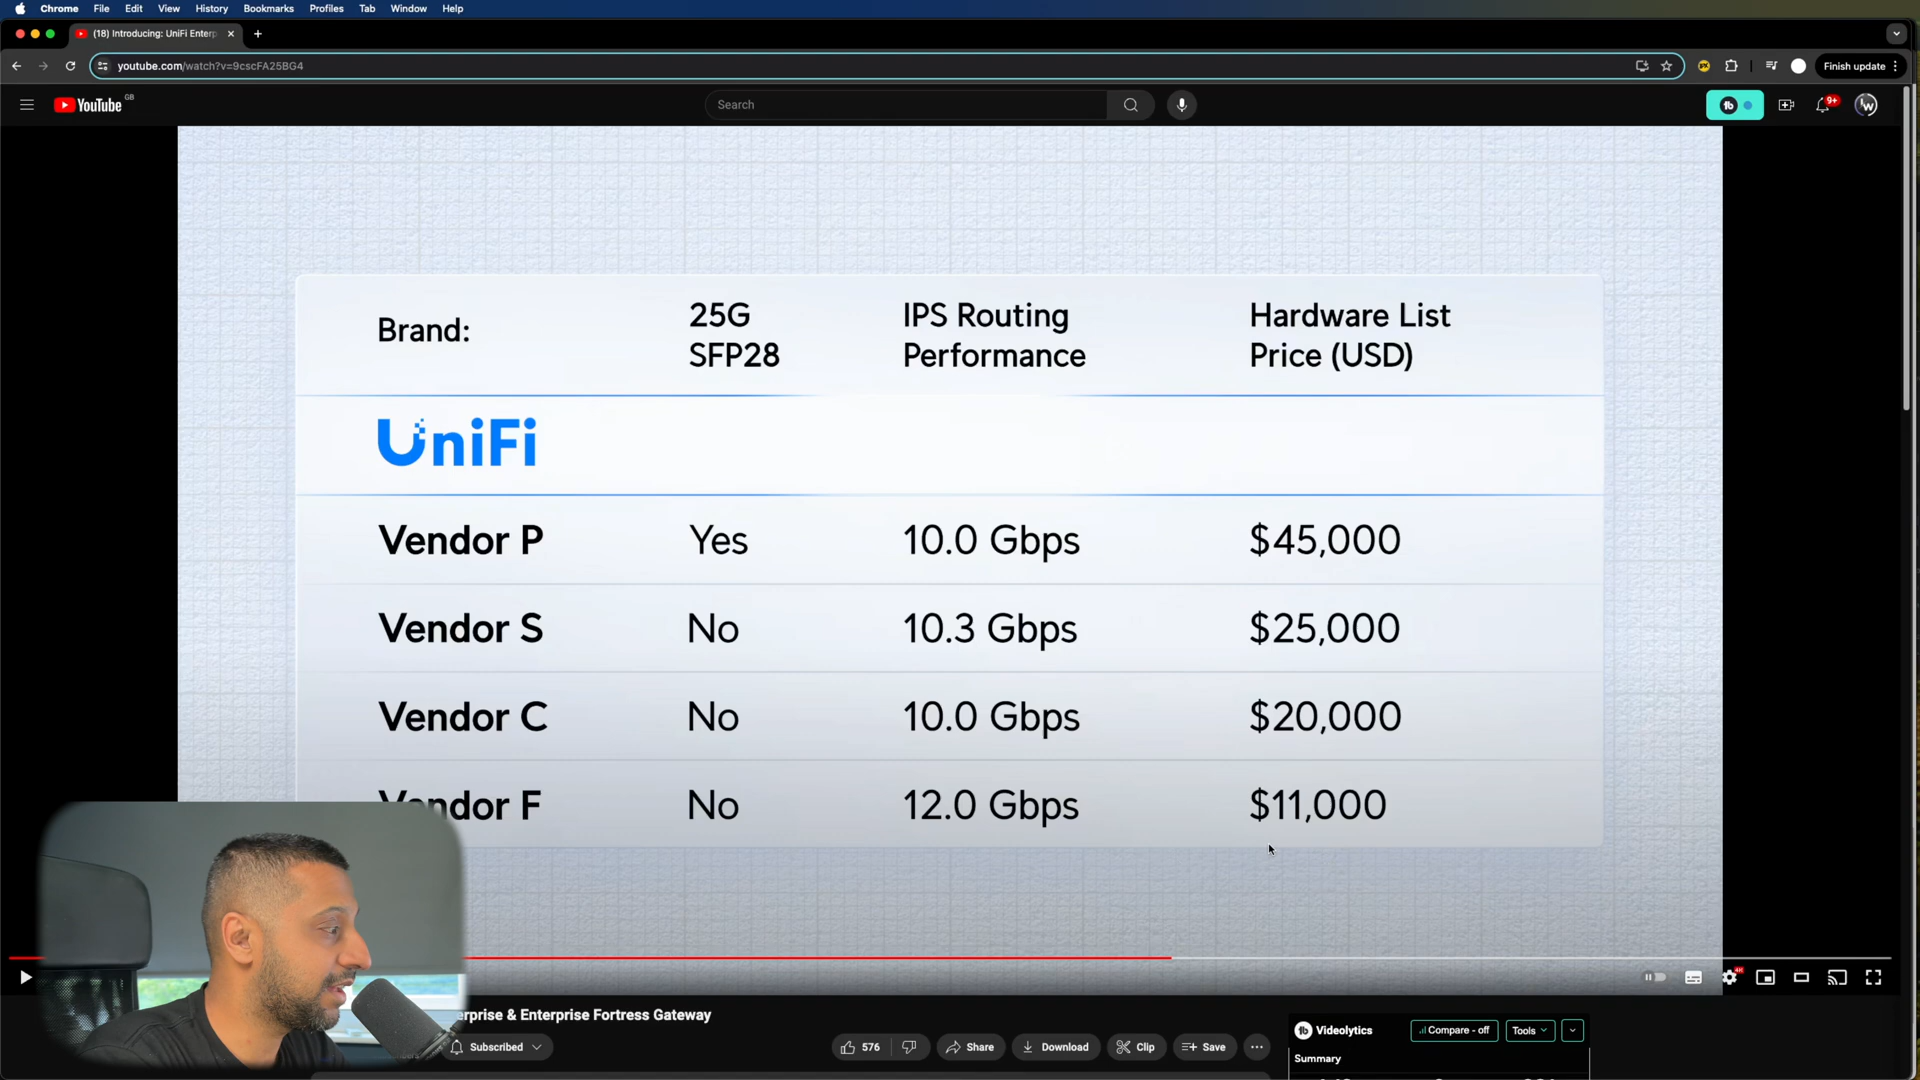 Chrome File Edit View History Bookmarks Profiles Tab Window Help
(18) Introducing: UniFi Enterp
youtube.com/watch?v=9cscFA25BG4
Finish update
YouTube GB
Search
9+
Brand:
25G
SFP28
IPS Routing
Performance
Hardware List
Price (USD)
UniFi
Vendor P Yes 10.0 Gbps $45,000
Vendor S No 10.3 Gbps $25,000
Vendor C No 10.0 Gbps $20,000
Vendor F No 12.0 Gbps $11,000
erprise & Enterprise Fortress Gateway
Subscribed
576
Share
Download
Clip
Save
Videolytics
Compare - off
Tools
Summary